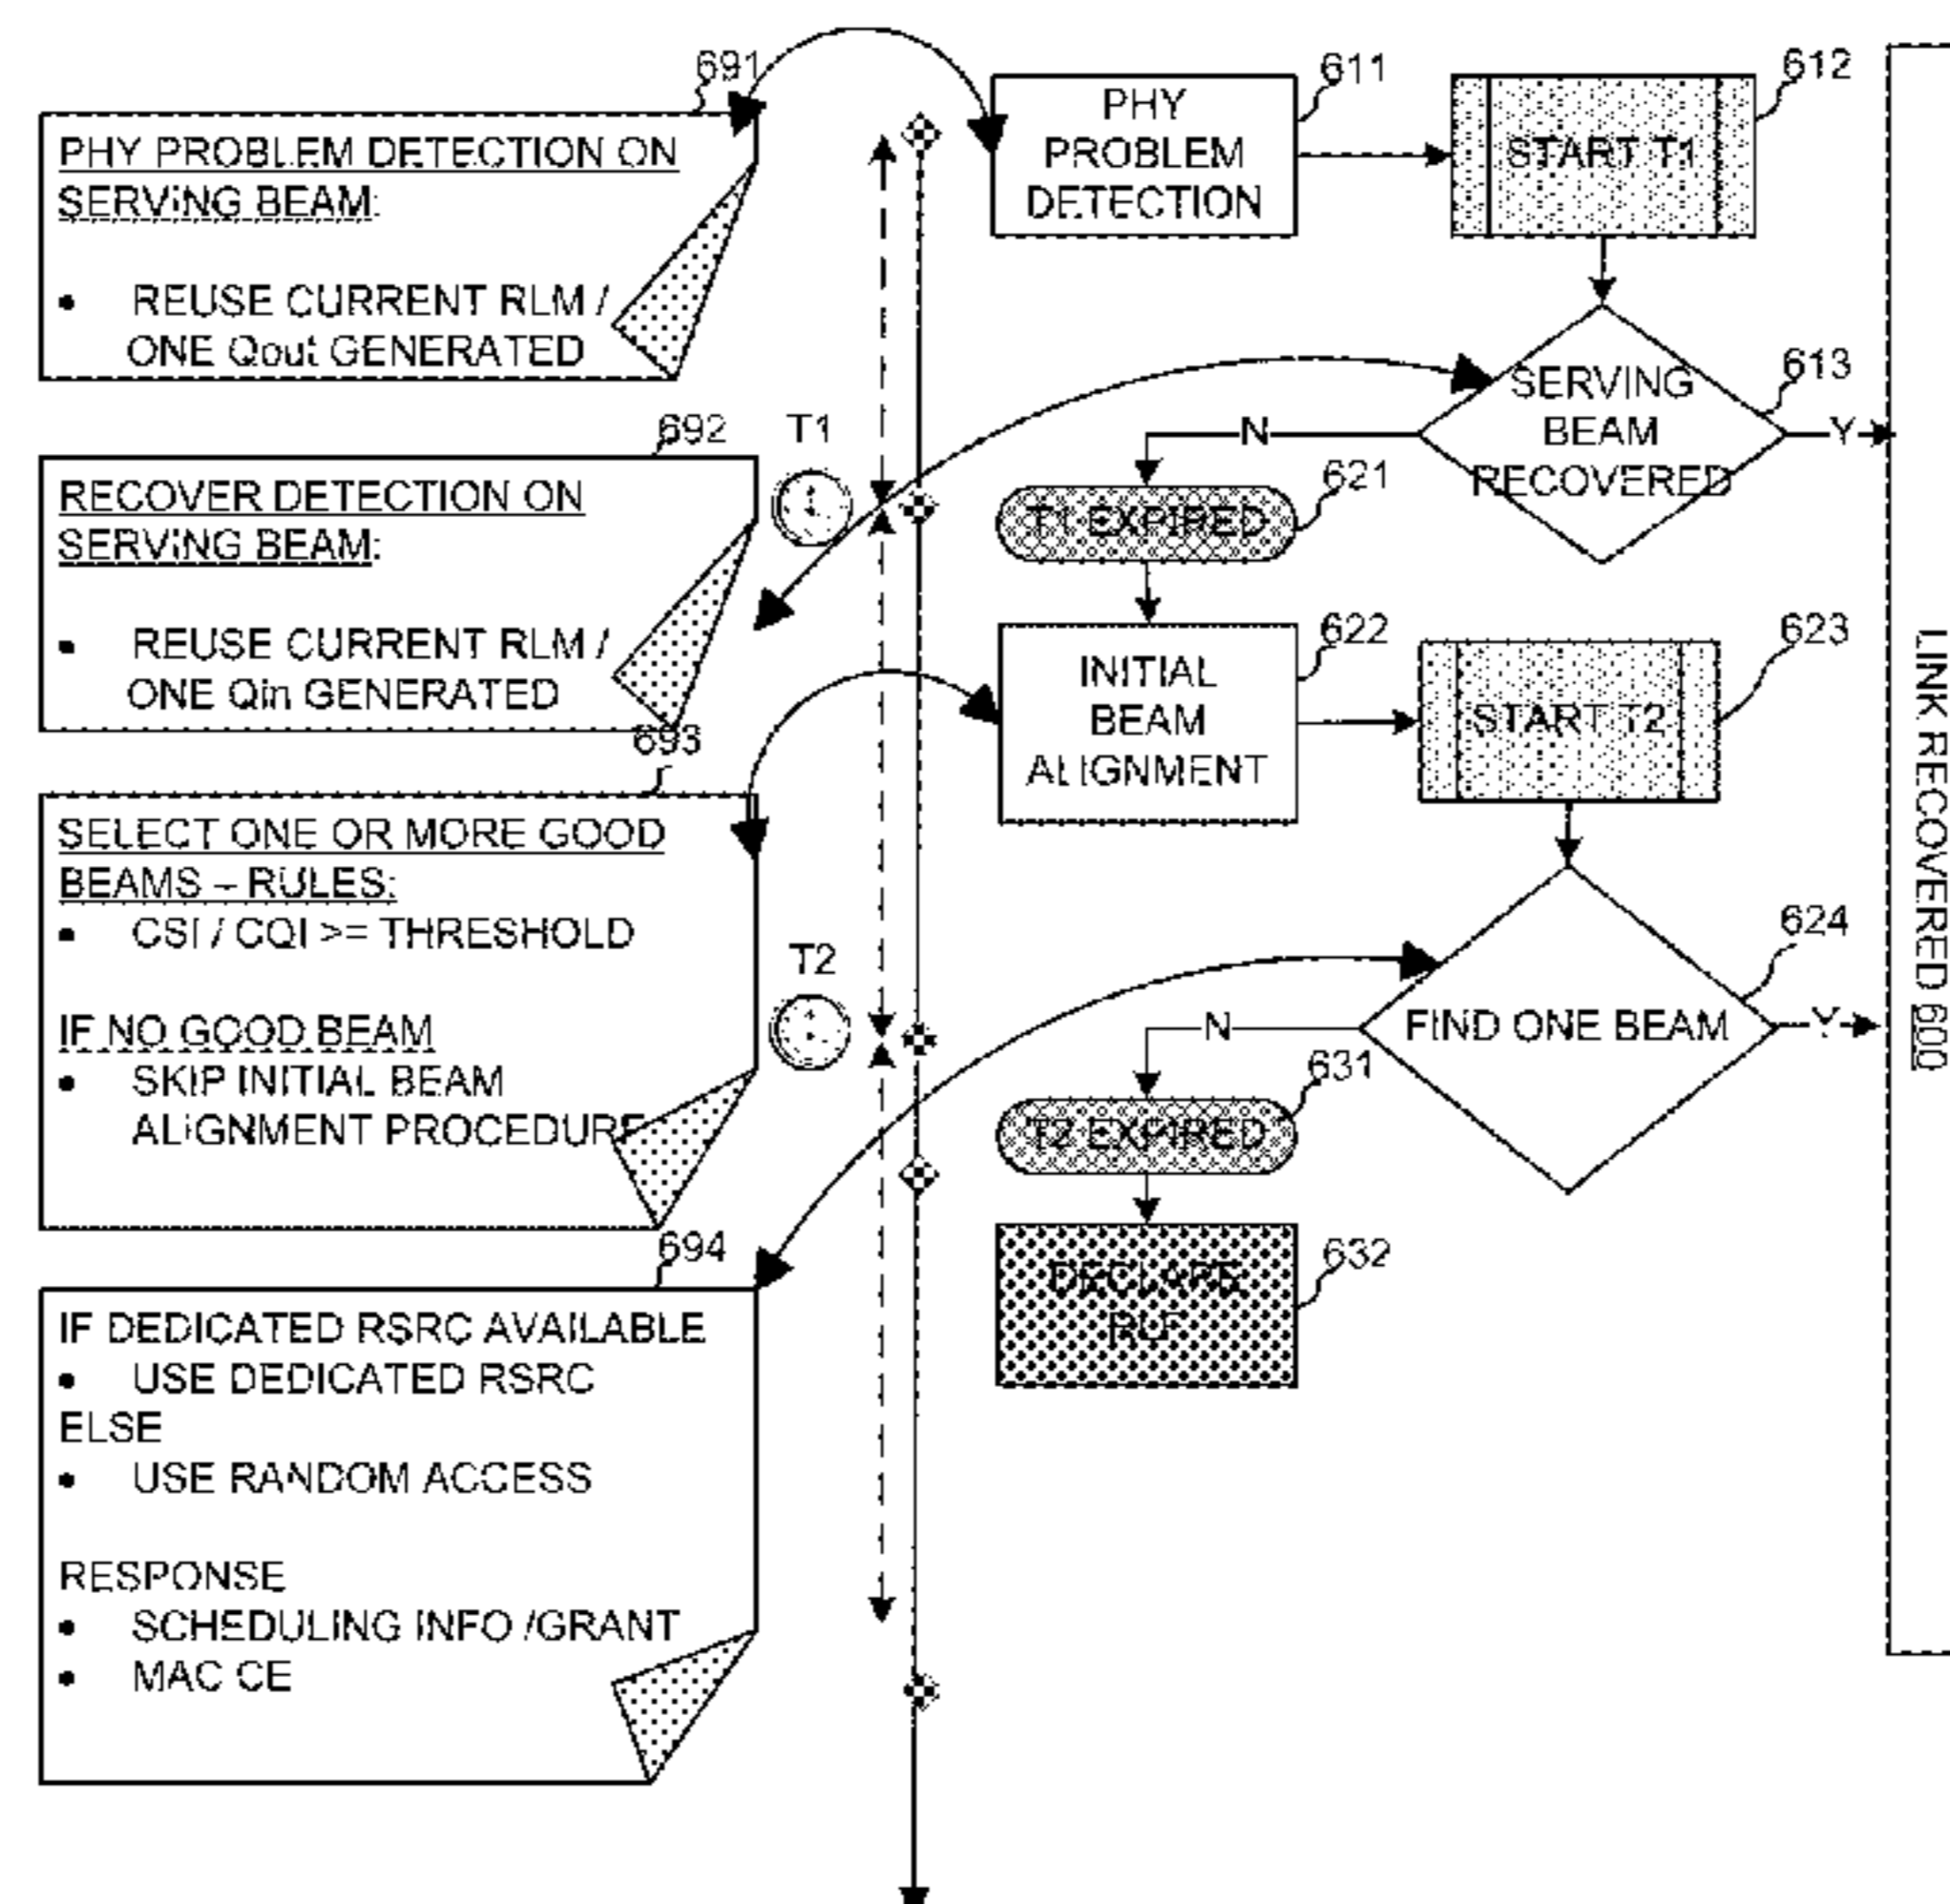 691
PHY PROBLEM DETECTION ON
SERVING BEAM:
• REUSE CURRENT RLM /
ONE Qout GENERATED
692
RECOVER DETECTION ON
SERVING BEAM:
• REUSE CURRENT RLM /
ONE Qin GENERATED
693
SELECT ONE OR MORE GOOD
BEAMS – RULES:
• CSI / CQI >= THRESHOLD
IF NO GOOD BEAM
• SKIP INITIAL BEAM
ALIGNMENT PROCEDURE
694
IF DEDICATED RSRC AVAILABLE
• USE DEDICATED RSRC
ELSE
• USE RANDOM ACCESS
RESPONSE
• SCHEDULING INFO /GRANT
• MAC CE
T1
T2
611
PHY
PROBLEM
DETECTION
612
START T1
613
SERVING
BEAM
RECOVERED
N
Y
621
T1 EXPIRED
622
INITIAL
BEAM
ALIGNMENT
623
START T2
624
FIND ONE BEAM
N
Y
631
T2 EXPIRED
632
DECLARE
LINK RECOVERED 600